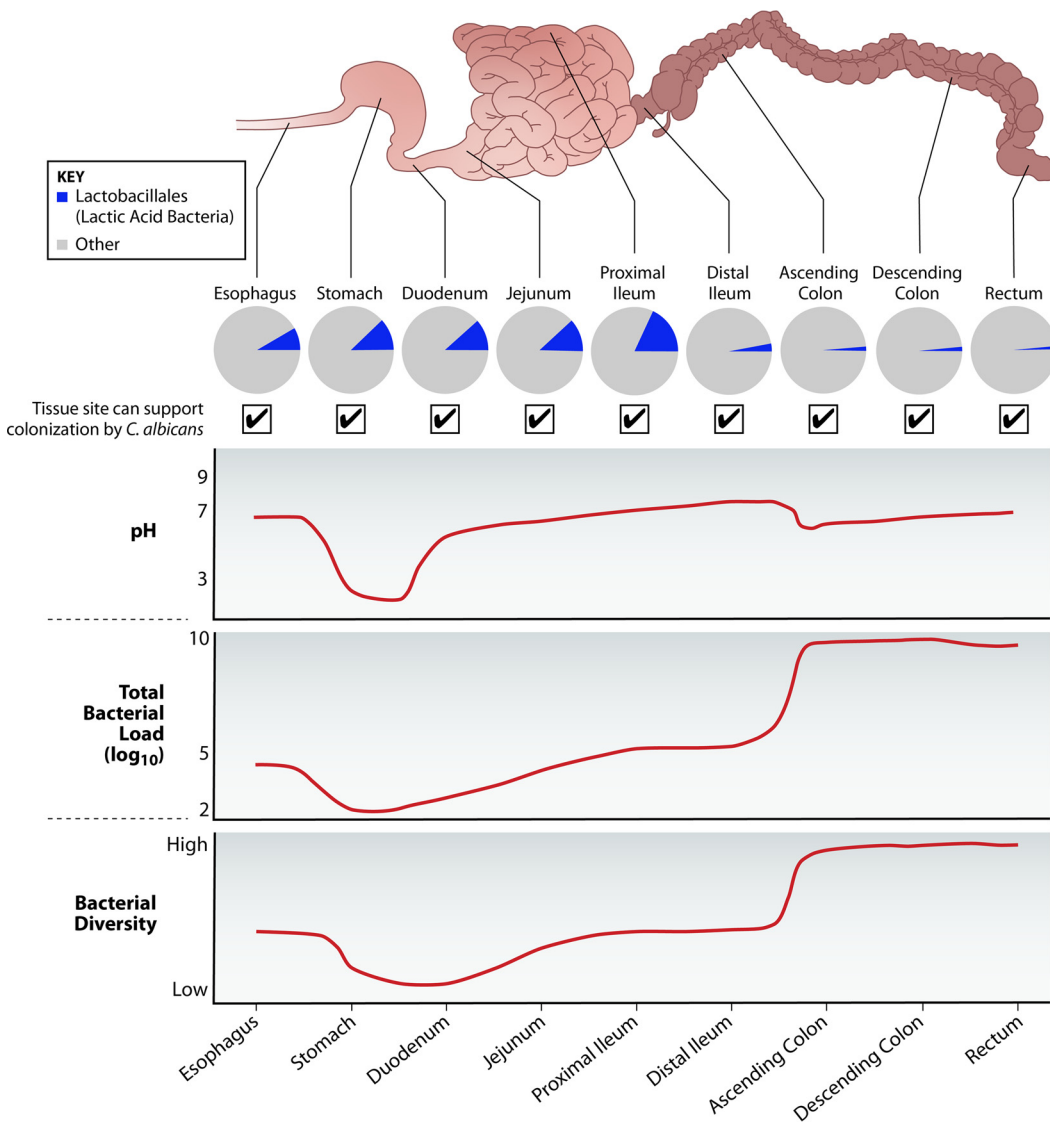 KEY
Lactobacillales
(Lactic Acid Bacteria)
Other
Esophagus
Stomach
Duodenum
Jejunum
Proximal
Ileum
Distal
Ileum
Ascending
Colon
Descending
Colon
Rectum
Tissue site can support
colonization by C. albicans
✔ ✔ ✔ ✔ ✔ ✔ ✔ ✔ ✔
pH
9
7
3
Total
Bacterial
Load
(log₁₀)
10
5
2
Bacterial
Diversity
High
Low
Esophagus
Stomach
Duodenum
Jejunum
Proximal Ileum
Distal Ileum
Ascending Colon
Descending Colon
Rectum